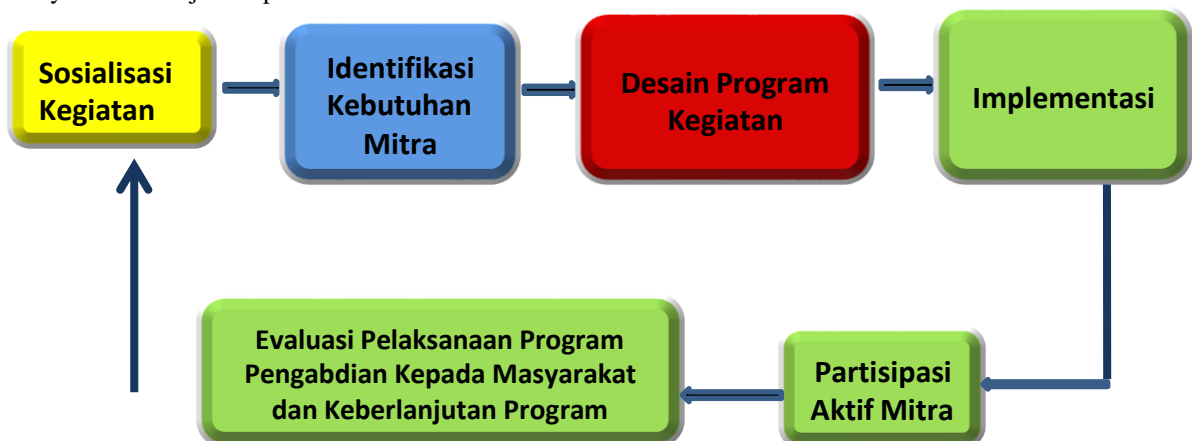 Sosialisasi
Kegiatan
Identifikasi
Kebutuhan
Mitra
Desain Program
Kegiatan
Implementasi
Evaluasi Pelaksanaan Program
Pengabdian Kepada Masyarakat
dan Keberlanjutan Program
Partisipasi
Aktif Mitra